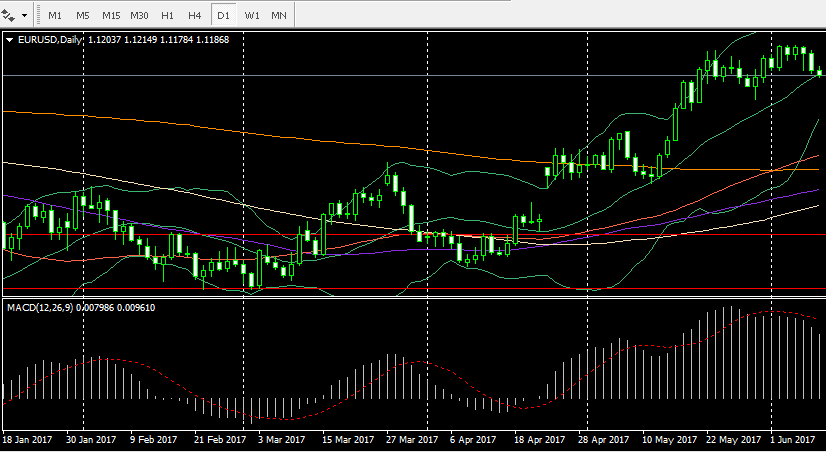 M1 M5 M15 M30 H1 H4 D1 W1 MN
EURUSD,Daily 1.12037 1.12149 1.11784 1.11868
MACD(12,26,9) 0.007986 0.009610
18 Jan 2017 30 Jan 2017 9 Feb 2017 21 Feb 2017 3 Mar 2017 15 Mar 2017 27 Mar 2017 6 Apr 2017 18 Apr 2017 28 Apr 2017 10 May 2017 22 May 2017 1 Jun 2017